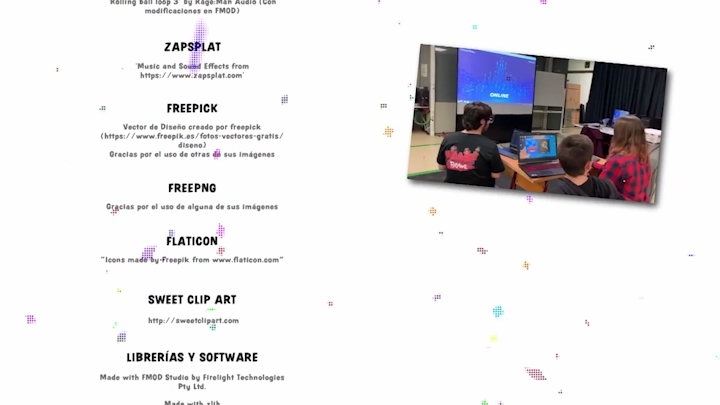 "Rolling ball loop 3" by Rage:Man Audio (Con
modificaciones en FMOD)
ZAPSPLAT
"Music and Sound Effects from
https://www.zapsplat.com"
FREEPICK
Vector de Diseño creado por freepick
(https://www.freepik.es/fotos-vectores-gratis/
diseno)
Gracias por el uso de otras de sus imágenes
FREEPNG
Gracias por el uso de alguna de sus imágenes
FLATICON
"Icons made by Freepik from www.flaticon.com"
SWEET CLIP ART
http://sweetclipart.com
LIBRERÍAS Y SOFTWARE
Made with FMOD Studio by Firelight Technologies
Pty Ltd.
Made with zlib
ONLINE